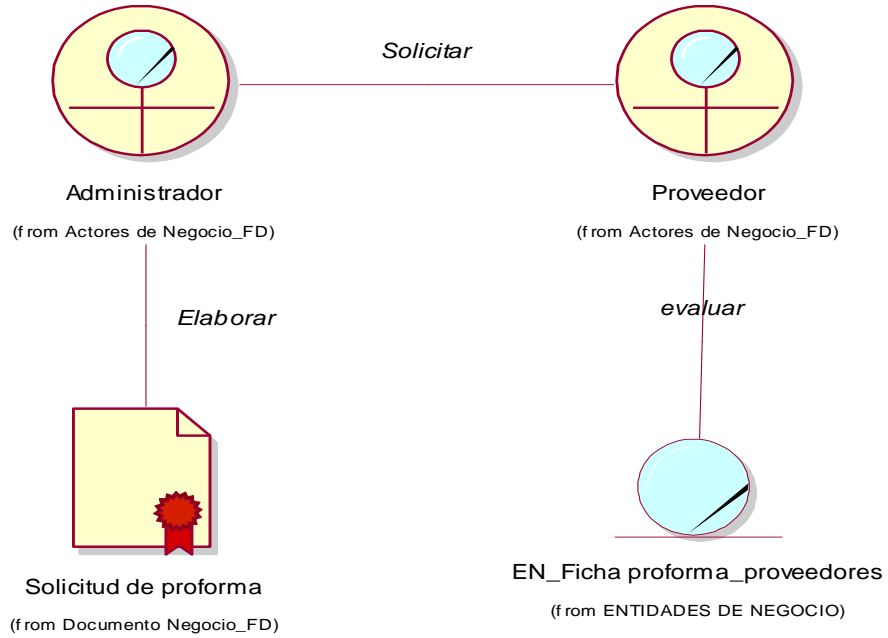 Solicitar
Administrador
(from Actores de Negocio_FD)
Proveedor
(from Actores de Negocio_FD)
Elaborar
evaluar
Solicitud de proforma
(from Documento Negocio_FD)
EN_Ficha proforma_proveedores
(from ENTIDADES DE NEGOCIO)